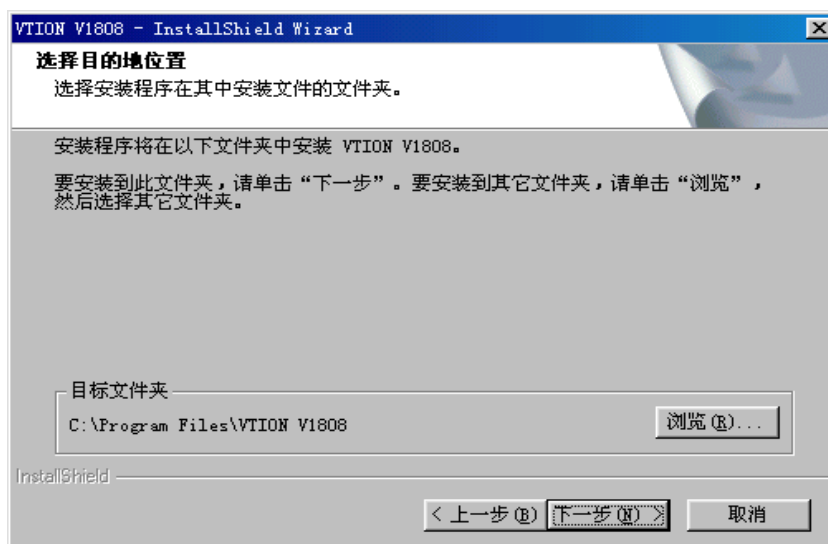 VTION V1808 - InstallShield Wizard
选择目的地位置
选择安装程序在其中安装文件的文件夹。
安装程序将在以下文件夹中安装 VTION V1808。
要安装到此文件夹，请单击“下一步”。要安装到其它文件夹，请单击“浏览”，
然后选择其它文件夹。
目标文件夹
C:\Program Files\VTION V1808
浏览(R)...
InstallShield
< 上一步(B)
下一步(N) >
取消